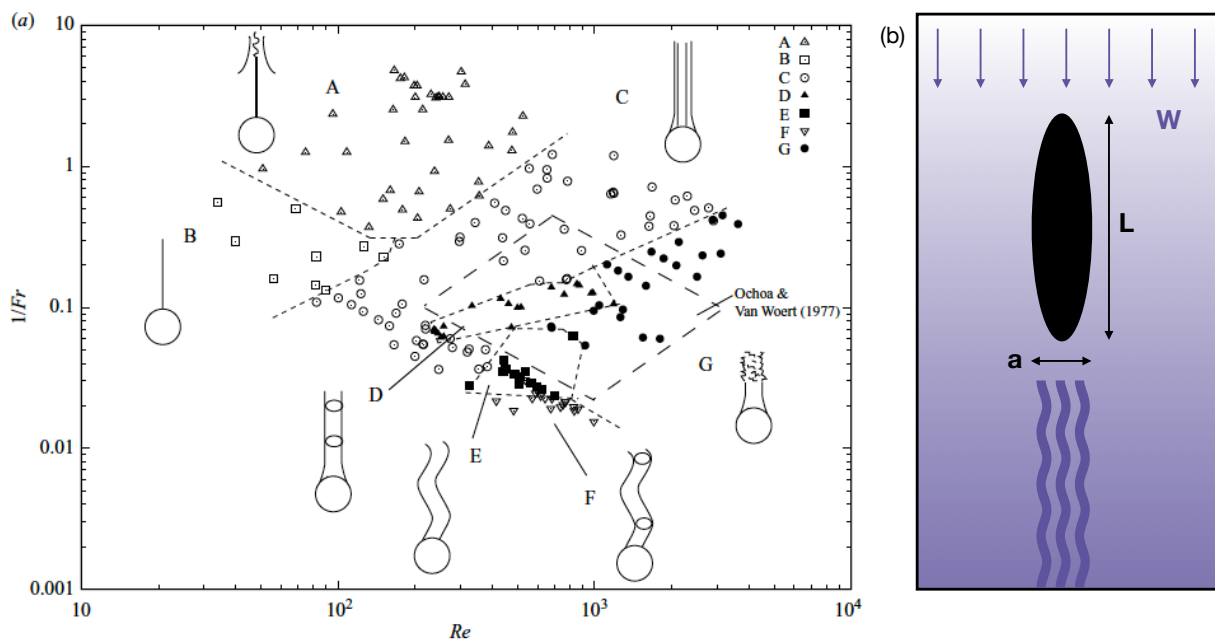 (a)
10
1
0.1
0.01
0.001
1/Fr
10
10²
10³
10⁴
Re
A
B
C
D
E
F
G
A
B
C
D
E
F
G
Ochoa &
Van Woert (1977)
(b)
W
L
a